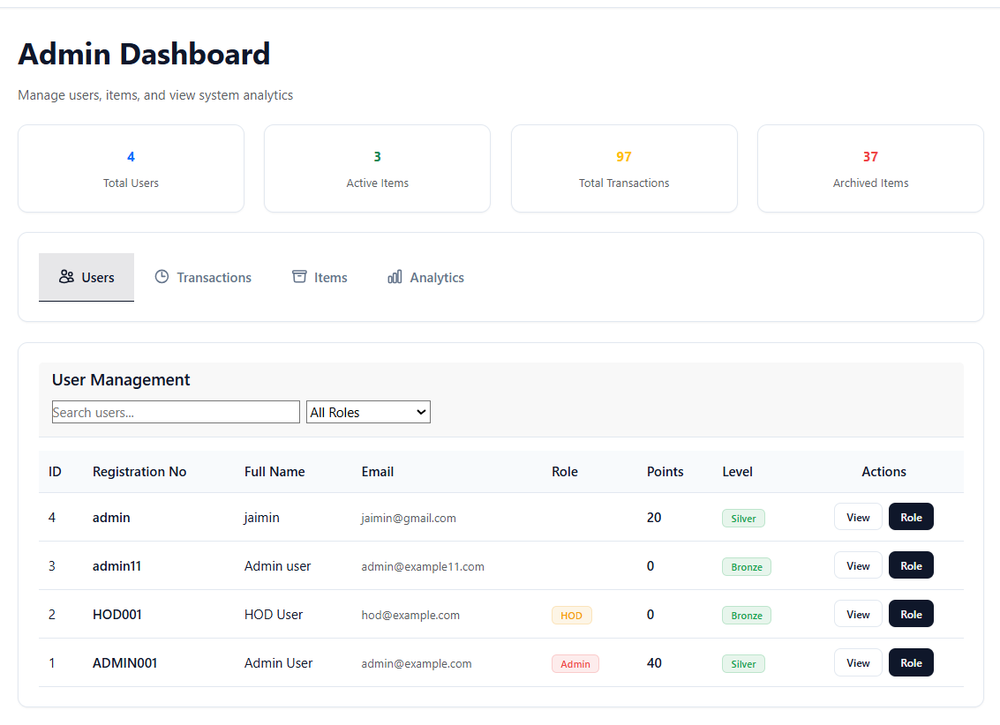 Admin Dashboard
Manage users, items, and view system analytics
4
Total Users
3
Active Items
97
Total Transactions
37
Archived Items
Users Transactions Items Analytics
User Management
Search users... All Roles
ID Registration No Full Name Email Role Points Level Actions
4 admin jaimin jaimin@gmail.com 20 Silver View Role
3 admin11 Admin user admin@example11.com 0 Bronze View Role
2 HOD001 HOD User hod@example.com HOD 0 Bronze View Role
1 ADMIN001 Admin User admin@example.com Admin 40 Silver View Role